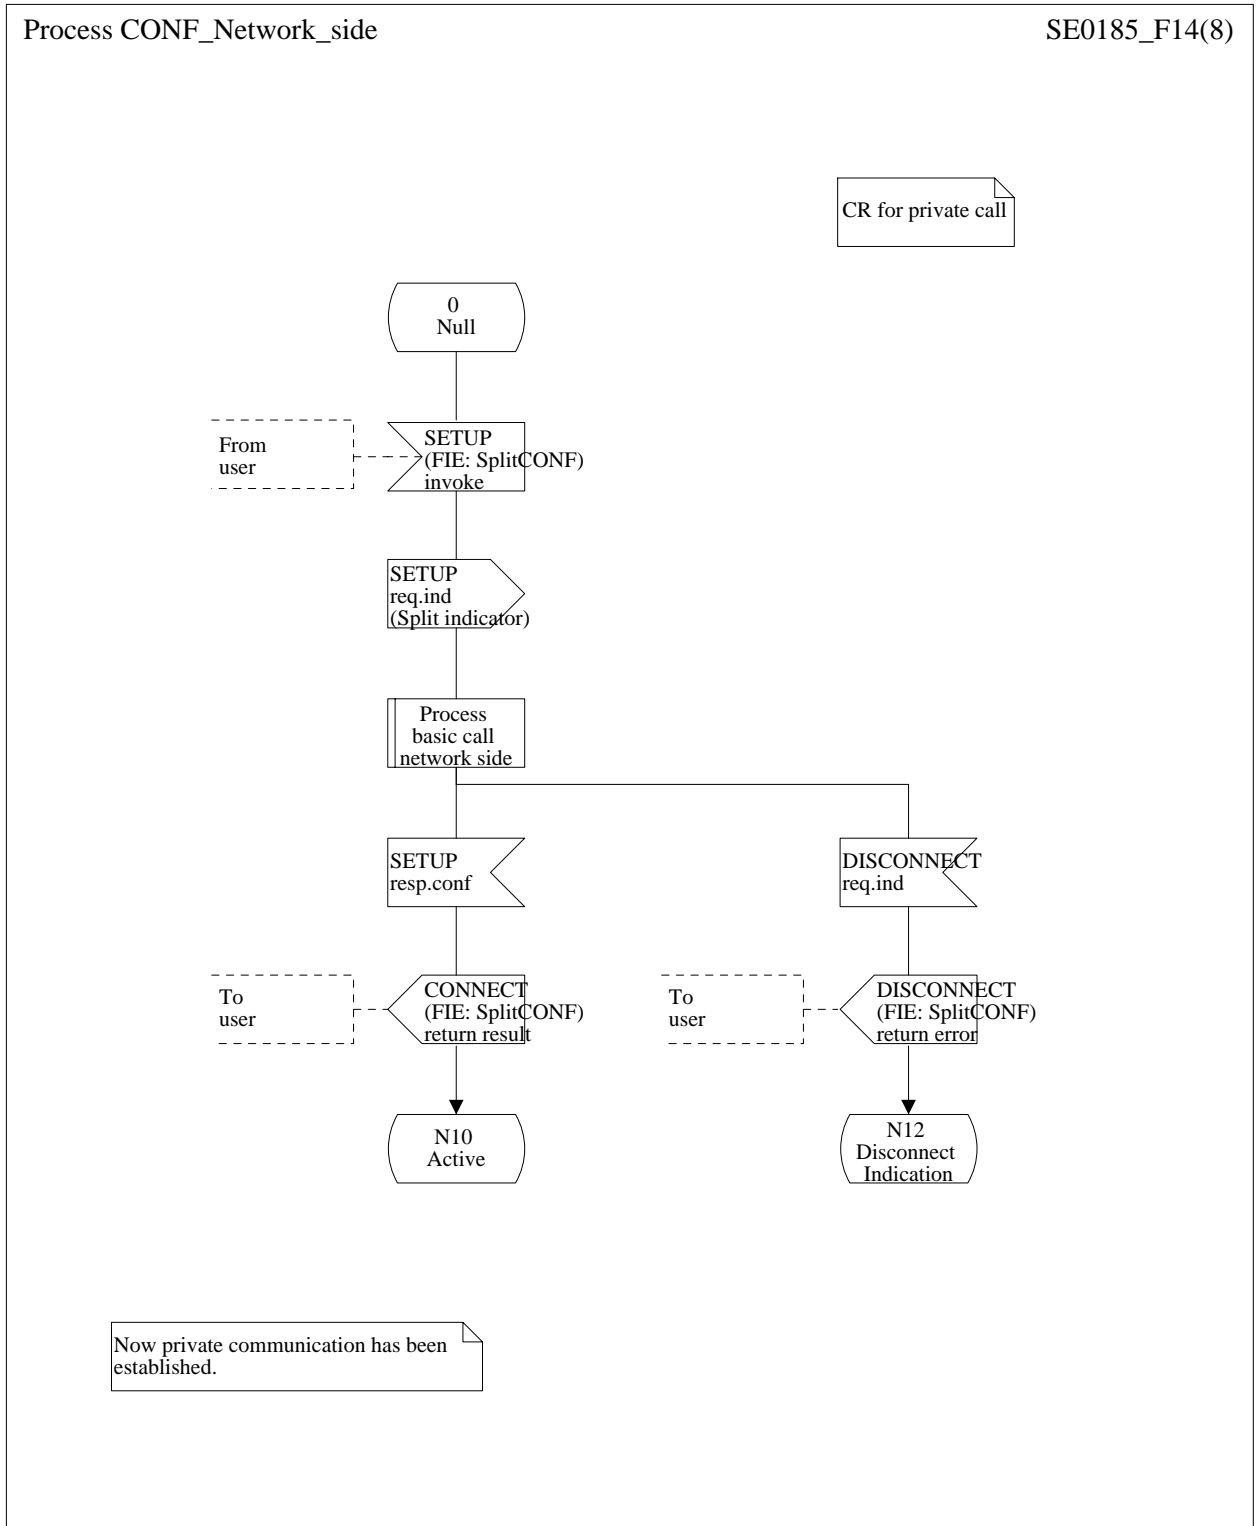 Process CONF_Network_side
SE0185_F14(8)
CR for private call
0
Null
From
user
SETUP
(FIE: SplitCONF)
invoke
SETUP
req.ind
(Split indicator)
Process
basic call
network side
SETUP
resp.conf
DISCONNECT
req.ind
To
user
CONNECT
(FIE: SplitCONF)
return result
To
user
DISCONNECT
(FIE: SplitCONF)
return error
N10
Active
N12
Disconnect
Indication
Now private communication has been
established.